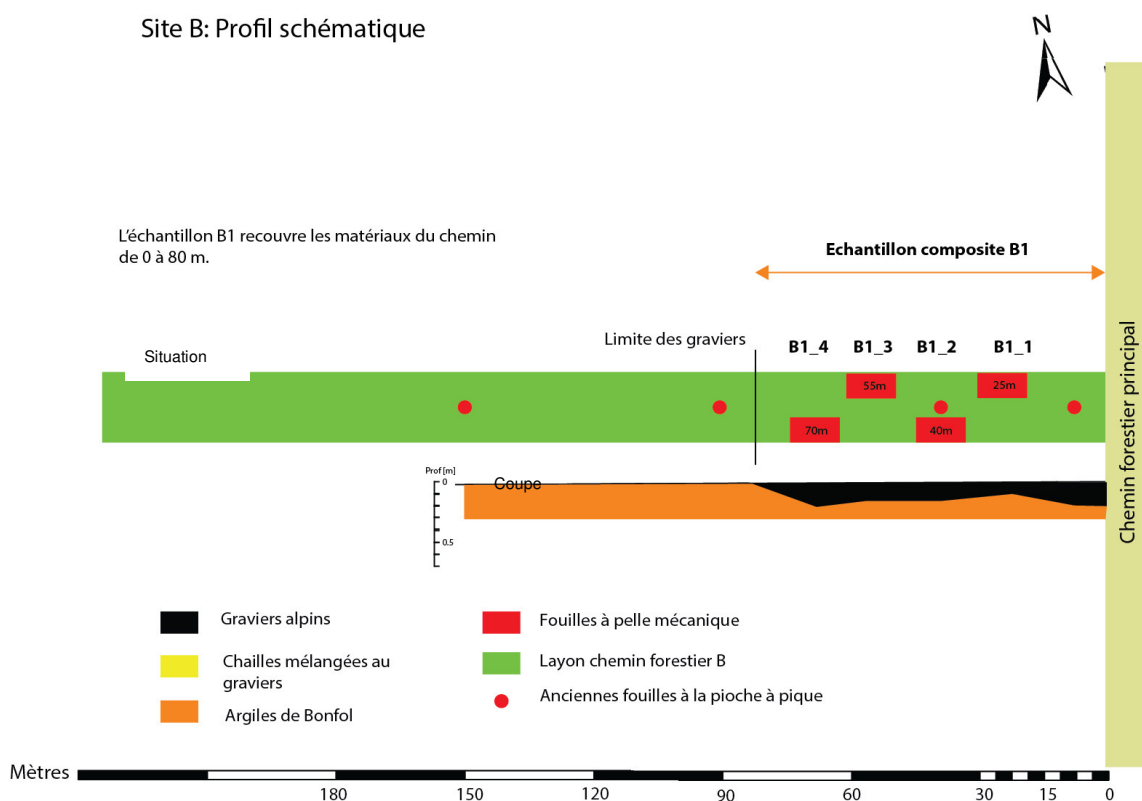 Site B: Profil schématique
N
L'échantillon B1 recouvre les matériaux du chemin
de 0 à 80 m.
Echantillon composite B1
Limite des graviers
B1_4 B1_3 B1_2 B1_1
Situation
55m 25m
70m 40m
Chemin forestier principal
Prof [m]
0
Coupe
0.5
Graviers alpins
Chailles mélangées au
graviers
Argiles de Bonfol
Fouilles à pelle mécanique
Layon chemin forestier B
Anciennes fouilles à la pioche à pique
Mètres
180 150 120 90 60 30 15 0